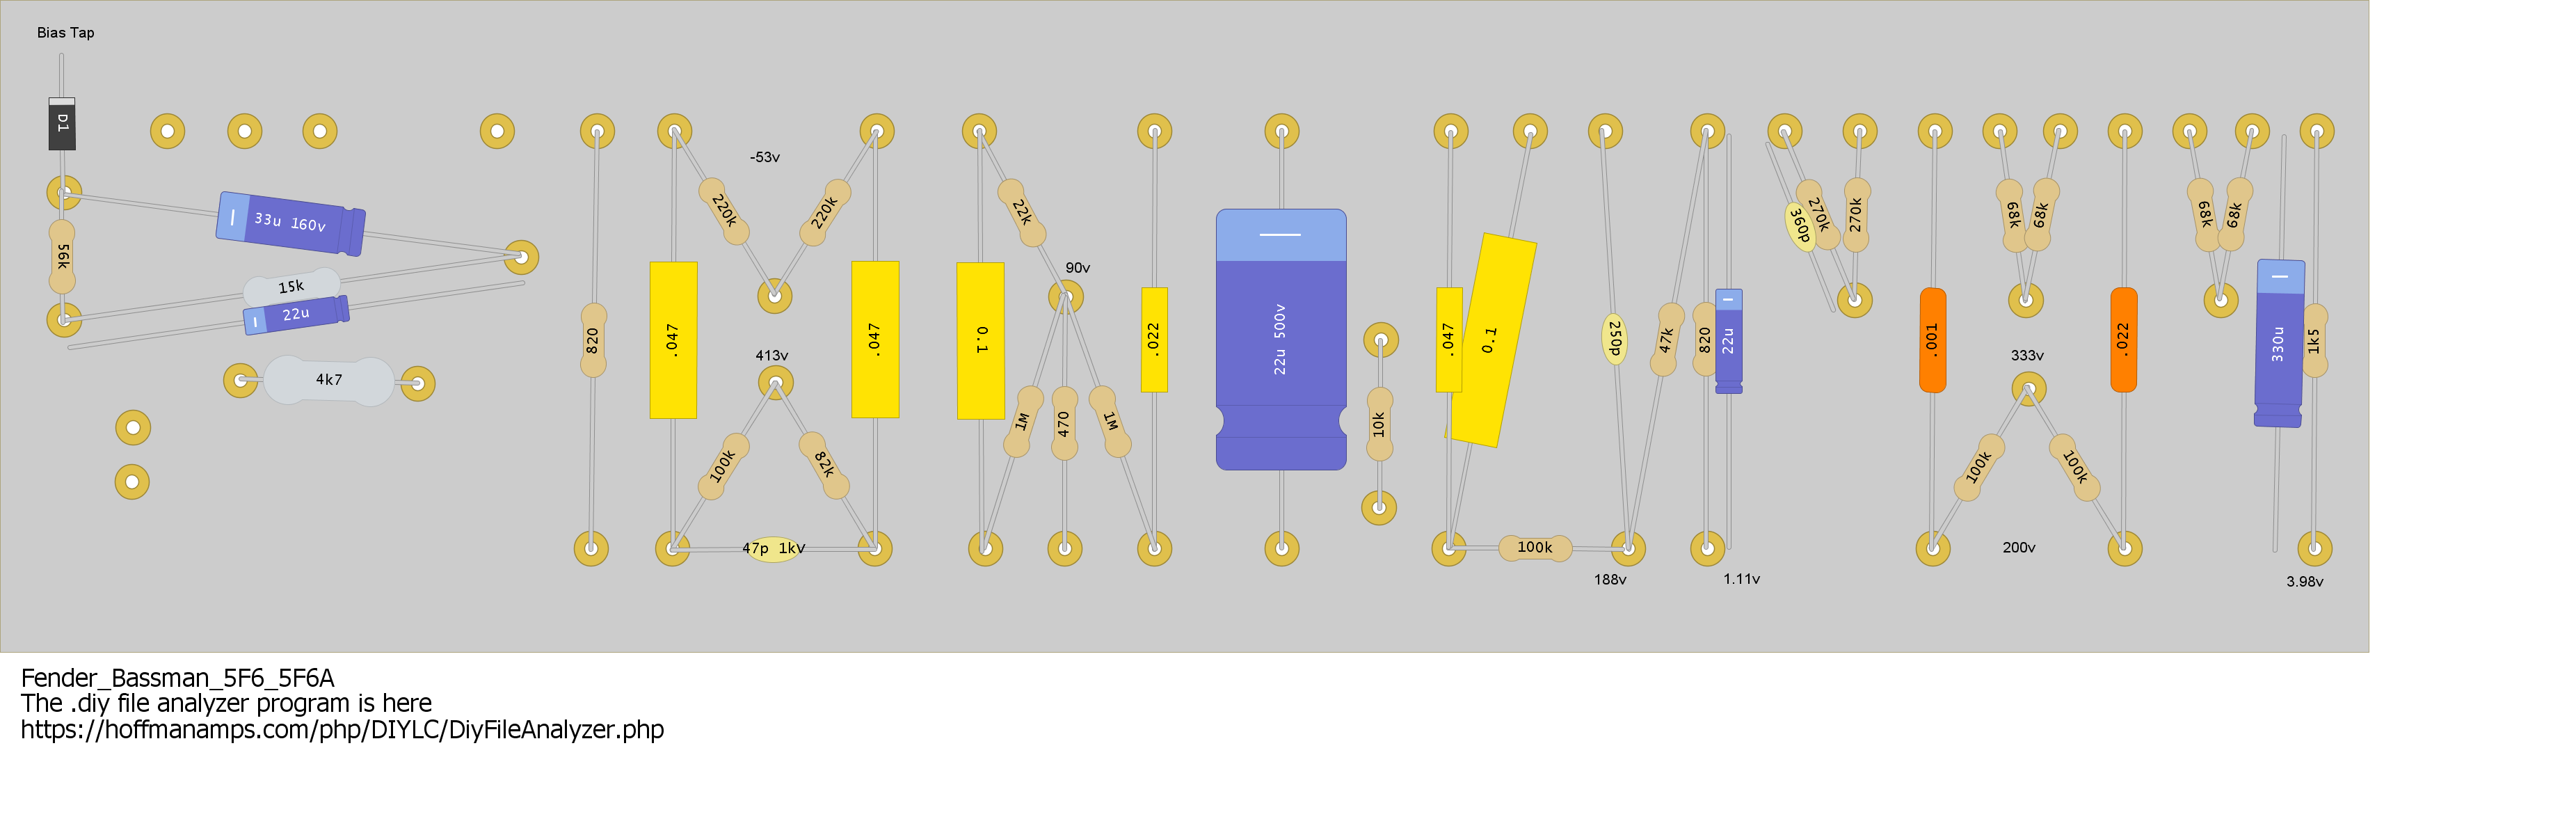 Bias Tap
D1
-53v
33u 160v
220k
220k
22k
270k
360p
270k
68k
68k
68k
68k
56k
15k
22u
90v
820
.047
.047
0.1
.022
22u 500v
.047
0.1
250p
47k
820
22u
.001
.022
330u
1k5
413v
333v
4k7
1M
470
1M
10k
100k
82k
100k
100k
47p 1kV
100k
200v
188v
1.11v
3.98v
Fender_Bassman_5F6_5F6A
The .diy file analyzer program is here
https://hoffmanamps.com/php/DIYLC/DiyFileAnalyzer.php